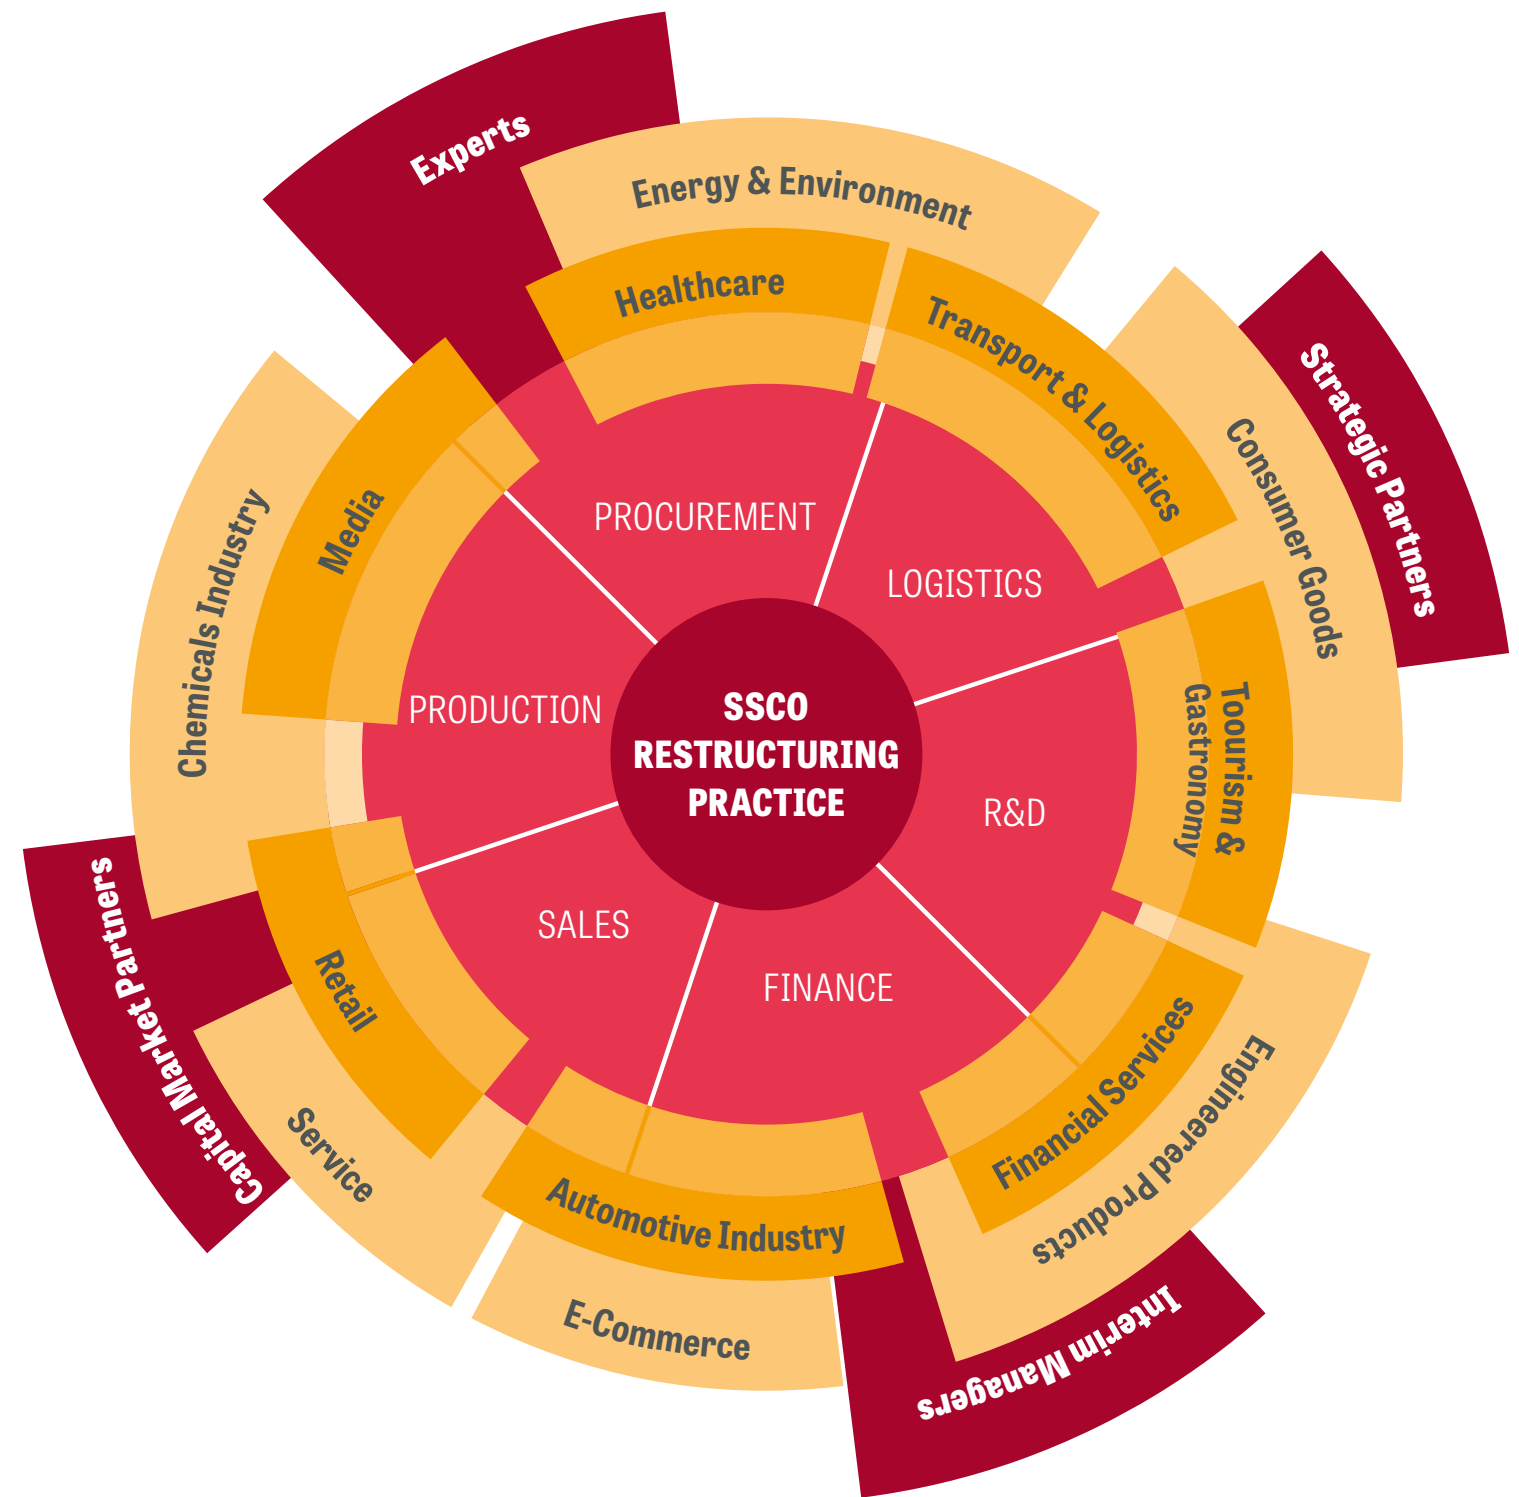 Experts
Energy & Environment
Healthcare
Transport & Logistics
Strategic Partners
Consumer Goods
Media
Chemicals Industry
PROCUREMENT
LOGISTICS
PRODUCTION
SSCO
RESTRUCTURING
PRACTICE
R&D
Toourism &
Gastronomy
SALES
FINANCE
Capital Market Partners
Retail
Service
Financial Services
Engineered Products
Automotive Industry
E-Commerce
Interim Managers